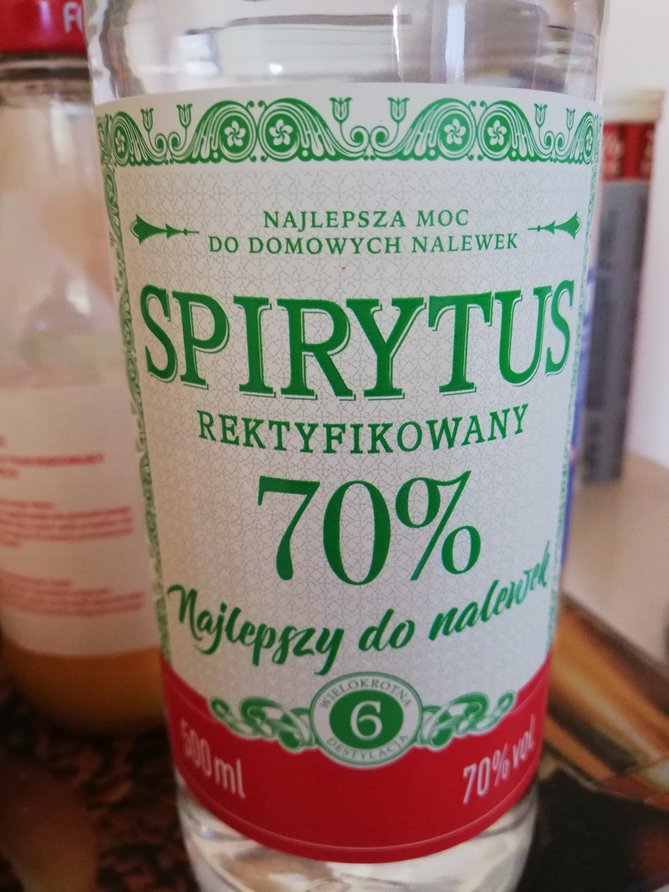 NAJLEPSZA MOC
DO DOMOWYCH NALEWEK
SPIRYTUS
REKTYFIKOWANY
70%
Najlepszy do nalewek
WIELOKROTNA
6
DESTYLACJA
500ml
70% vol